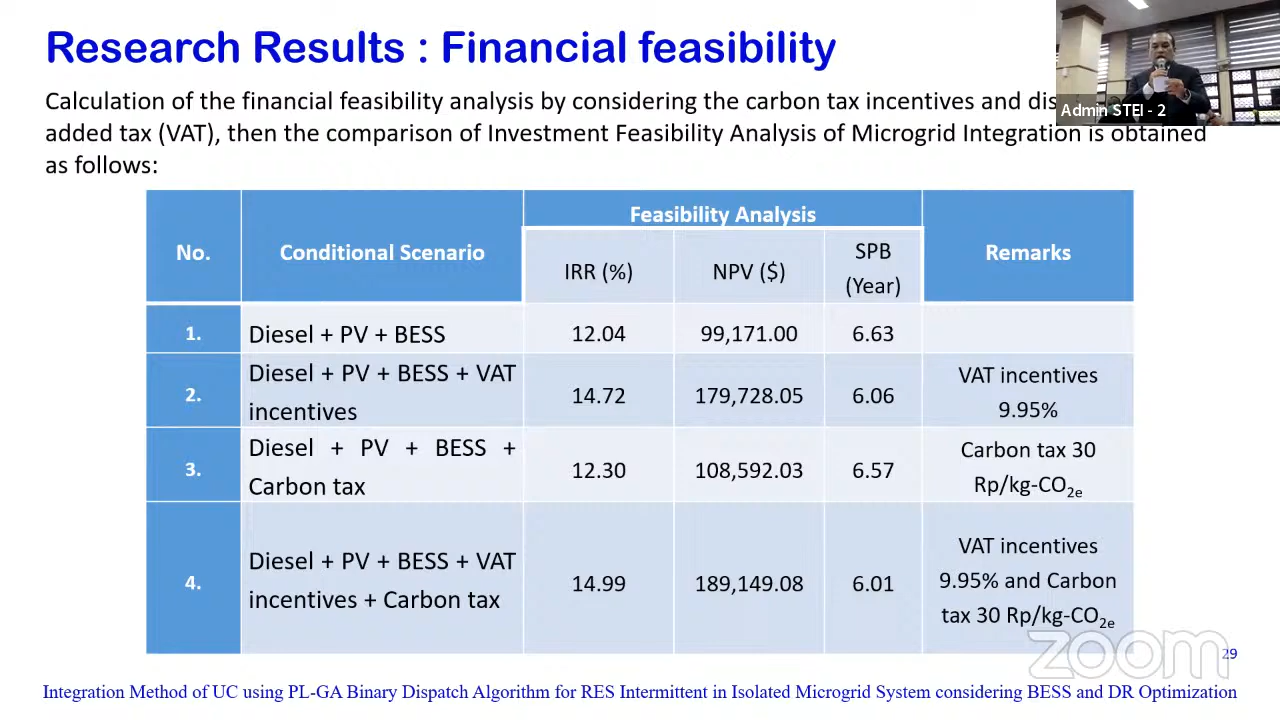 Research Results : Financial feasibility
Calculation of the financial feasibility analysis by considering the carbon tax incentives and
added tax (VAT), then the comparison of Investment Feasibility Analysis of Microgrid Integration is obtained
as follows:
Admin STEI - 2
No.
Conditional Scenario
Feasibility Analysis
Remarks
IRR (%)
NPV ($)
SPB
(Year)
1.
Diesel + PV + BESS
12.04
99,171.00
6.63
2.
Diesel + PV + BESS + VAT
incentives
14.72
179,728.05
6.06
VAT incentives
9.95%
3.
Diesel + PV + BESS +
Carbon tax
12.30
108,592.03
6.57
Carbon tax 30
Rp/kg-CO2e
4.
Diesel + PV + BESS + VAT
incentives + Carbon tax
14.99
189,149.08
6.01
VAT incentives
9.95% and Carbon
tax 30 Rp/kg-CO2e
zoom
29
Integration Method of UC using PL-GA Binary Dispatch Algorithm for RES Intermittent in Isolated Microgrid System considering BESS and DR Optimization